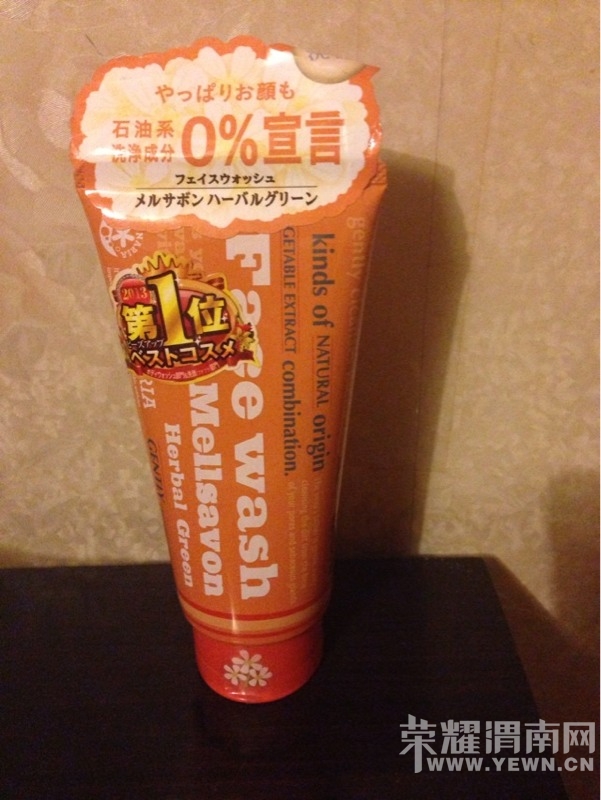 やっぱりお顔も
石油系
洗浄成分
0%宣言
フェイスウォッシュ
メルサボン ハーバルグリーン
2013
第1位
ベストコスメ
Face wash
Mellsavon
Herbal Green
kinds of NATURAL origin
GETABLE EXTRACT combination.
荣耀渭南网
WWW.YEWN.CN